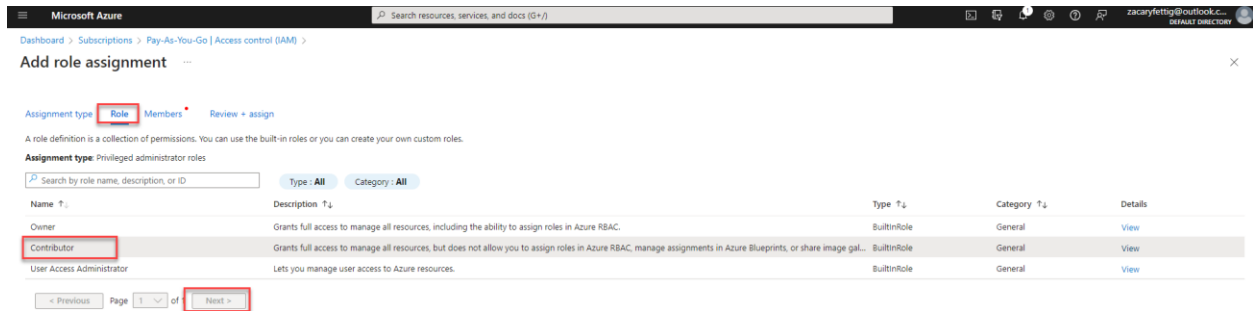 Microsoft Azure
Search resources, services, and docs (G+/)
1
zacaryfettig@outlook.c...
DEFAULT DIRECTORY
Dashboard > Subscriptions > Pay-As-You-Go | Access control (IAM) >
Add role assignment ...
Assignment type Role Members Review + assign
A role definition is a collection of permissions. You can use the built-in roles or you can create your own custom roles.
Assignment type: Privileged administrator roles
Search by role name, description, or ID Type : All Category : All
Name ↑↓ Description ↑↓ Type ↑↓ Category ↑↓ Details
Owner Grants full access to manage all resources, including the ability to assign roles in Azure RBAC. BuiltInRole General View
Contributor Grants full access to manage all resources, but does not allow you to assign roles in Azure RBAC, manage assignments in Azure Blueprints, or share image gal... BuiltInRole General View
User Access Administrator Lets you manage user access to Azure resources. BuiltInRole General View
< Previous Page 1 of Next >